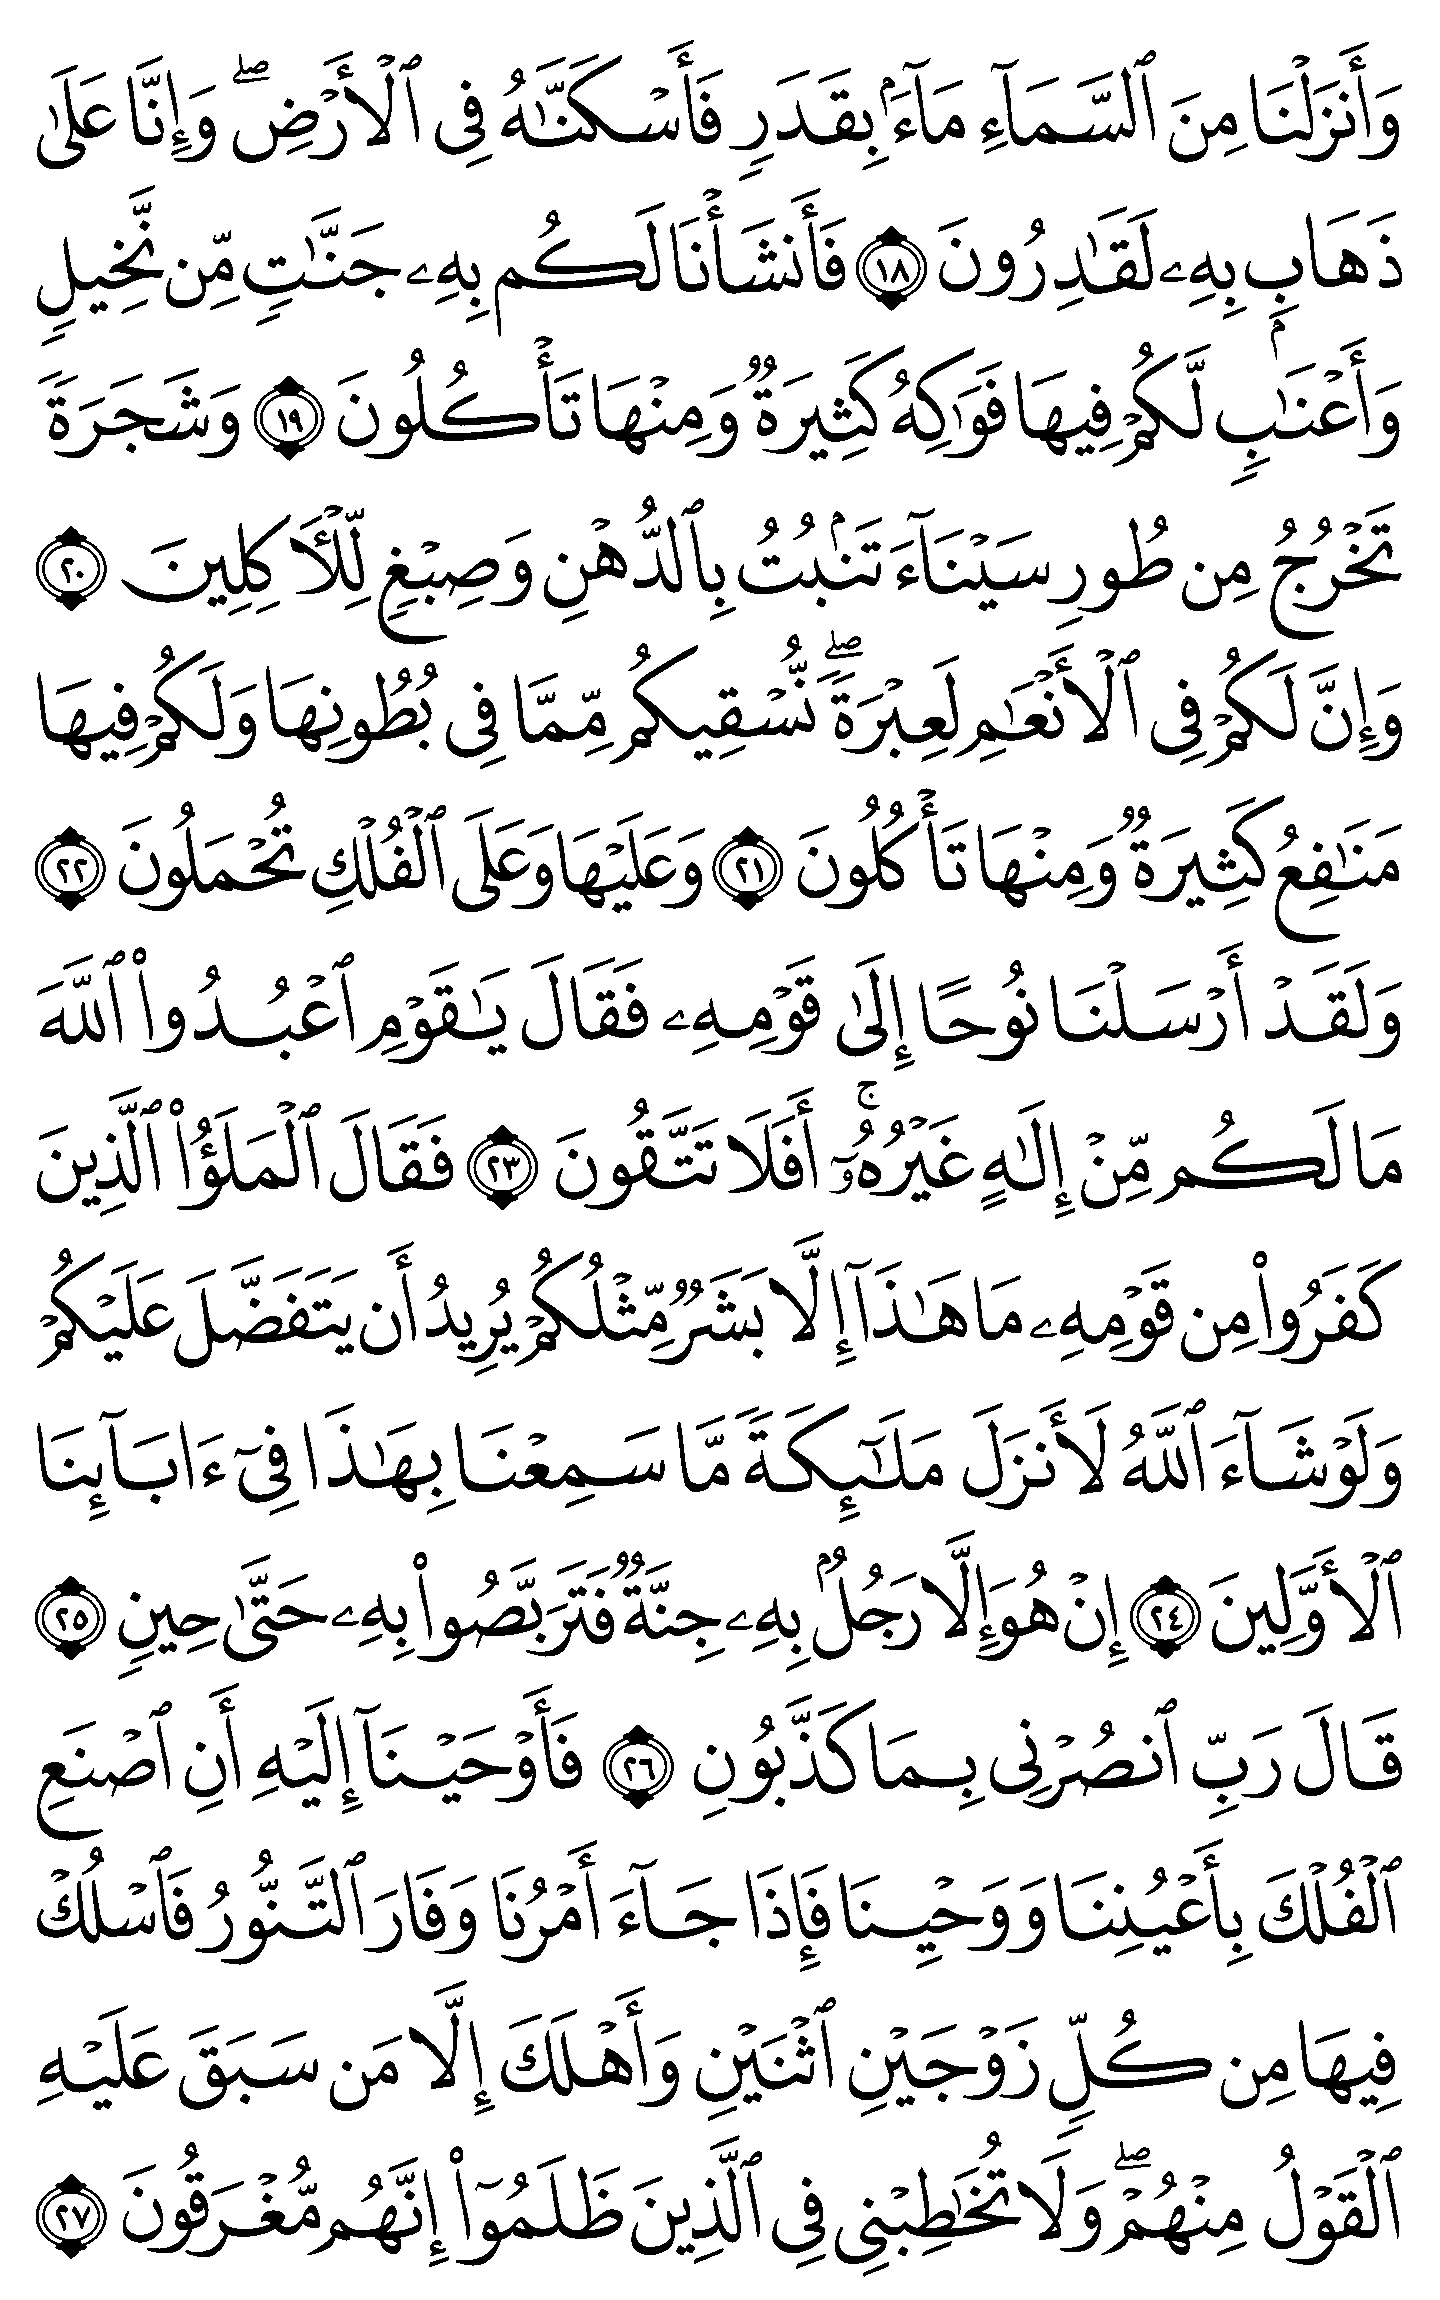 وَأَنزَلۡنَا مِنَ ٱلسَّمَآءِ مَآءَۢ بِقَدَرٖ فَأَسۡكَنَّٰهُ فِي ٱلۡأَرۡضِۖ وَإِنَّا عَلَىٰ
ذَهَابِۭ بِهِۦ لَقَٰدِرُونَ ١٨ فَأَنشَأۡنَا لَكُم بِهِۦ جَنَّٰتٖ مِّن نَّخِيلٖ
وَأَعۡنَٰبٖ لَّكُمۡ فِيهَا فَوَٰكِهُ كَثِيرَةٞ وَمِنۡهَا تَأۡكُلُونَ ١٩ وَشَجَرَةٗ
تَخۡرُجُ مِن طُورِ سَيۡنَآءَ تَنۢبُتُ بِٱلدُّهۡنِ وَصِبۡغٖ لِّلۡأٓكِلِينَ ٢٠
وَإِنَّ لَكُمۡ فِي ٱلۡأَنۡعَٰمِ لَعِبۡرَةٗۖ نُّسۡقِيكُم مِّمَّا فِي بُطُونِهَا وَلَكُمۡ فِيهَا
مَنَٰفِعُ كَثِيرَةٞ وَمِنۡهَا تَأۡكُلُونَ ٢١ وَعَلَيۡهَا وَعَلَى ٱلۡفُلۡكِ تُحۡمَلُونَ ٢٢
وَلَقَدۡ أَرۡسَلۡنَا نُوحًا إِلَىٰ قَوۡمِهِۦ فَقَالَ يَٰقَوۡمِ ٱعۡبُدُواْ ٱللَّهَ
مَا لَكُم مِّنۡ إِلَٰهٍ غَيۡرُهُۥٓۚ أَفَلَا تَتَّقُونَ ٢٣ فَقَالَ ٱلۡمَلَؤُاْ ٱلَّذِينَ
كَفَرُواْ مِن قَوۡمِهِۦ مَا هَٰذَآ إِلَّا بَشَرٞ مِّثۡلُكُمۡ يُرِيدُ أَن يَتَفَضَّلَ عَلَيۡكُمۡ
وَلَوۡ شَآءَ ٱللَّهُ لَأَنزَلَ مَلَٰٓئِكَةٗ مَّا سَمِعۡنَا بِهَٰذَا فِيٓ ءَابَآئِنَا
ٱلۡأَوَّلِينَ ٢٤ إِنۡ هُوَ إِلَّا رَجُلُۢ بِهِۦ جِنَّةٞ فَتَرَبَّصُواْ بِهِۦ حَتَّىٰ حِينٖ ٢٥
قَالَ رَبِّ ٱنصُرۡنِي بِمَا كَذَّبُونِ ٢٦ فَأَوۡحَيۡنَآ إِلَيۡهِ أَنِ ٱصۡنَعِ
ٱلۡفُلۡكَ بِأَعۡيُنِنَا وَوَحۡيِنَا فَإِذَا جَآءَ أَمۡرُنَا وَفَارَ ٱلتَّنُّورُ فَٱسۡلُكۡ
فِيهَا مِن كُلّٖ زَوۡجَيۡنِ ٱثۡنَيۡنِ وَأَهۡلَكَ إِلَّا مَن سَبَقَ عَلَيۡهِ
ٱلۡقَوۡلُ مِنۡهُمۡۖ وَلَا تُخَٰطِبۡنِي فِي ٱلَّذِينَ ظَلَمُوٓاْ إِنَّهُم مُّغۡرَقُونَ ٢٧